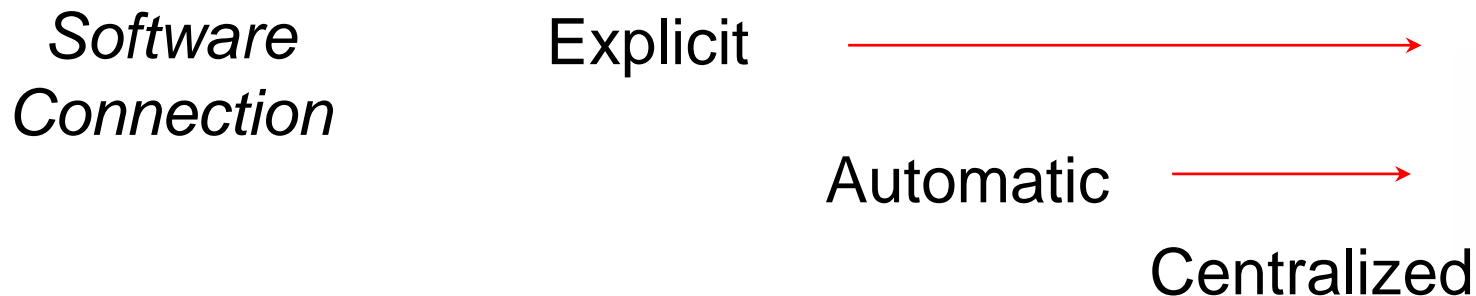 Software
Connection
Explicit
Automatic
Centralized